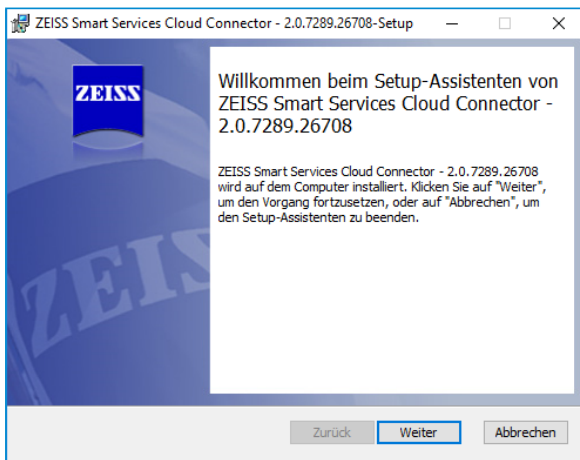 ZEISS Smart Services Cloud Connector - 2.0.7289.26708-Setup
ZEISS
Willkommen beim Setup-Assistenten von
ZEISS Smart Services Cloud Connector -
2.0.7289.26708
ZEISS Smart Services Cloud Connector - 2.0.7289.26708
wird auf dem Computer installiert. Klicken Sie auf "Weiter",
um den Vorgang fortzusetzen, oder auf "Abbrechen", um
den Setup-Assistenten zu beenden.
ZEISS
Zurück Weiter Abbrechen